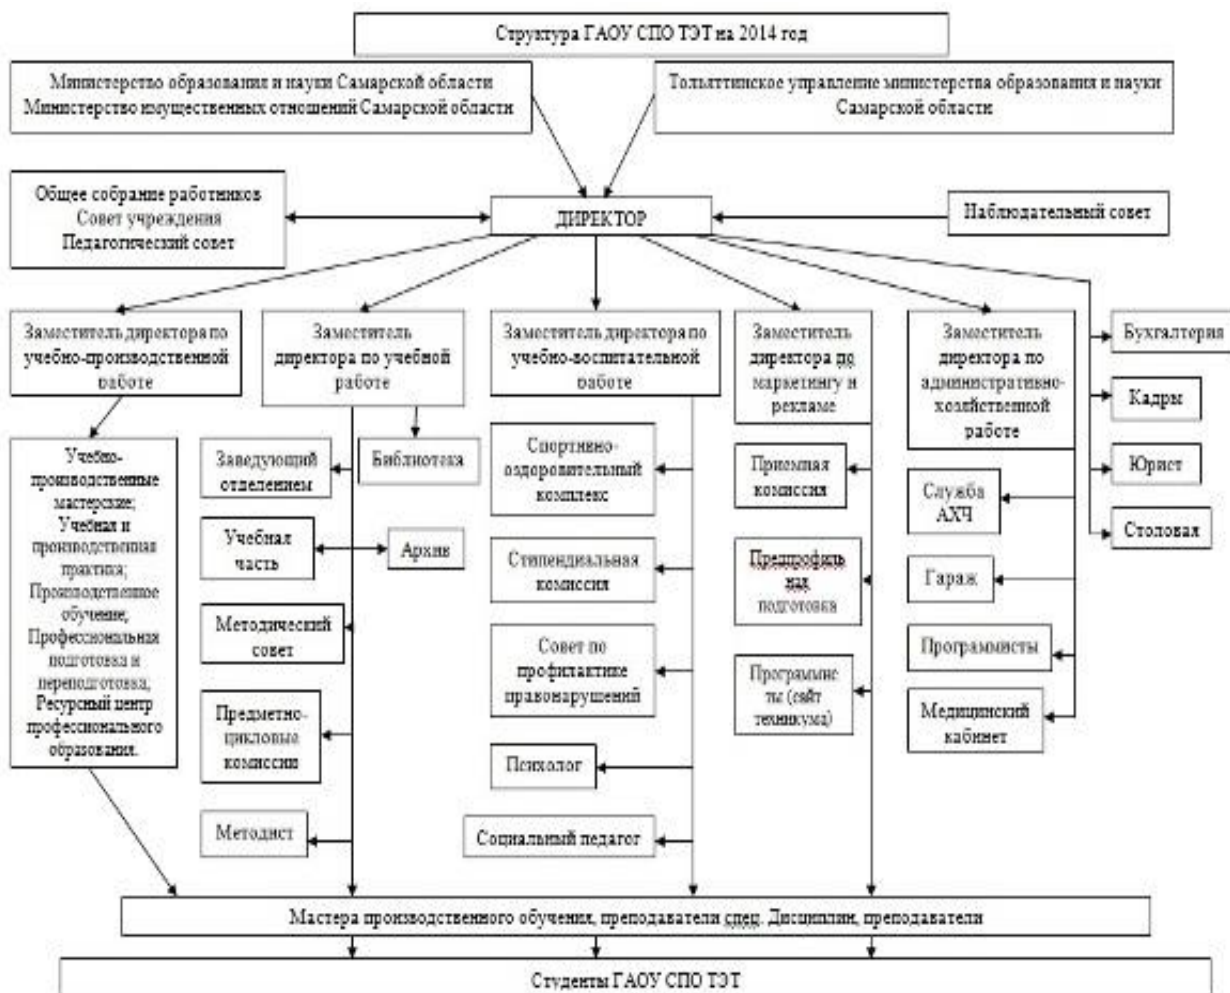 Структура ГАОУ СПО ТЭТ на 2014 год
Министерство образования и науки Самарской области
Министерство имущественных отношений Самарской области
Тольяттинское управление министерства образования и науки
Самарской области
Общее собрание работников
Совет учреждения
Педагогический совет
ДИРЕКТОР
Наблюдательный совет
Заместитель директора по
учебно-производственной
работе
Заместитель
директора по учебной
работе
Заместитель директора по
учебно-воспитательной
работе
Заместитель
директора по
маркетингу и
рекламе
Заместитель
директора по
административно-
хозяйственной
работе
Бухгалтерия
Кадры
Юрист
Столовая
Учебно-
производственные
мастерские;
Учебная и
производственная
практика;
Производственное
обучение;
Профессиональная
подготовка и
переподготовка;
Ресурсный центр
профессионального
образования.
Заведующий
отделением
Библиотека
Учебная
часть
Архив
Методический
совет
Предметно-
цикловые
комиссии
Методист
Спортивно-
оздоровительный
комплекс
Стипендиальная
комиссия
Совет по
профилактике
правонарушений
Психолог
Социальный педагог
Приемная
комиссия
Предпрофиль
ная
подготовка
Программис
ты (сайт
техникума)
Служба
АХЧ
Гараж
Программисты
Медицинский
кабинет
Мастера производственного обучения, преподаватели спец. Дисциплин, преподаватели
Студенты ГАОУ СПО ТЭТ